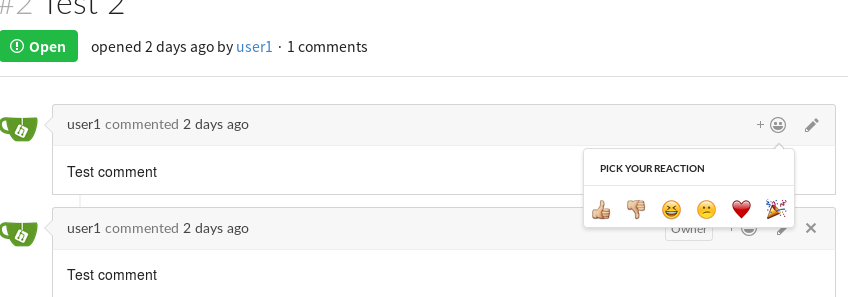 #2 Test 2
Open opened 2 days ago by user1 · 1 comments
user1 commented 2 days ago
Test comment
PICK YOUR REACTION
user1 commented 2 days ago
Owner
Test comment